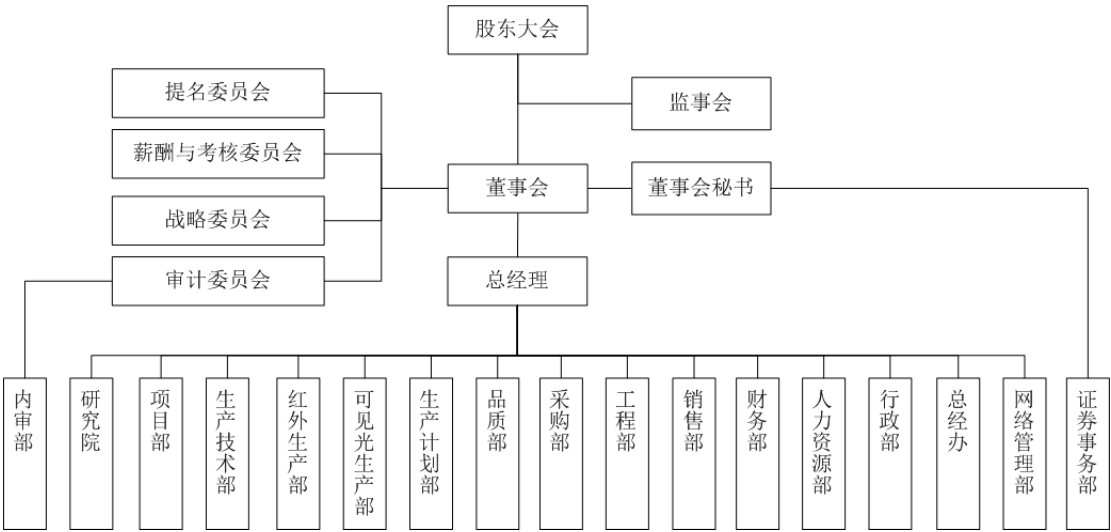 股东大会
提名委员会
监事会
薪酬与考核委员会
董事会
董事会秘书
战略委员会
审计委员会
总经理
内审部
研究院
项目部
生产技术部
红外生产部
可见光生产部
生产计划部
品质部
采购部
工程部
销售部
财务部
人力资源部
行政部
总经办
网络管理部
证券事务部